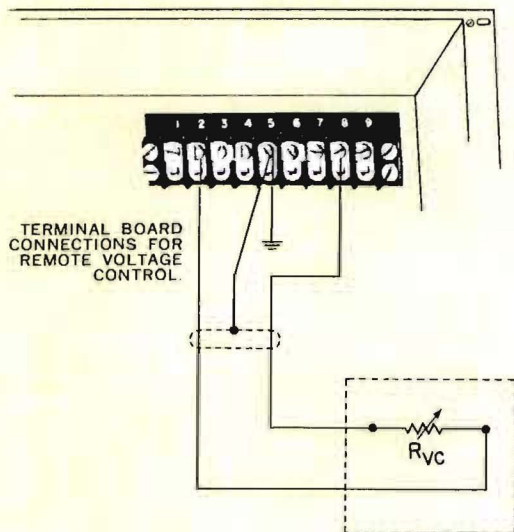 1 2 3 4 5 6 7 8 9
TERMINAL BOARD
CONNECTIONS FOR
REMOTE VOLTAGE
CONTROL.
RVC